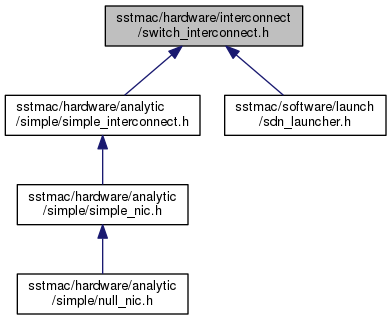 sstmac/hardware/interconnect
/switch_interconnect.h
sstmac/hardware/analytic
/simple/simple_interconnect.h
sstmac/software/launch
/sdn_launcher.h
sstmac/hardware/analytic
/simple/simple_nic.h
sstmac/hardware/analytic
/simple/null_nic.h